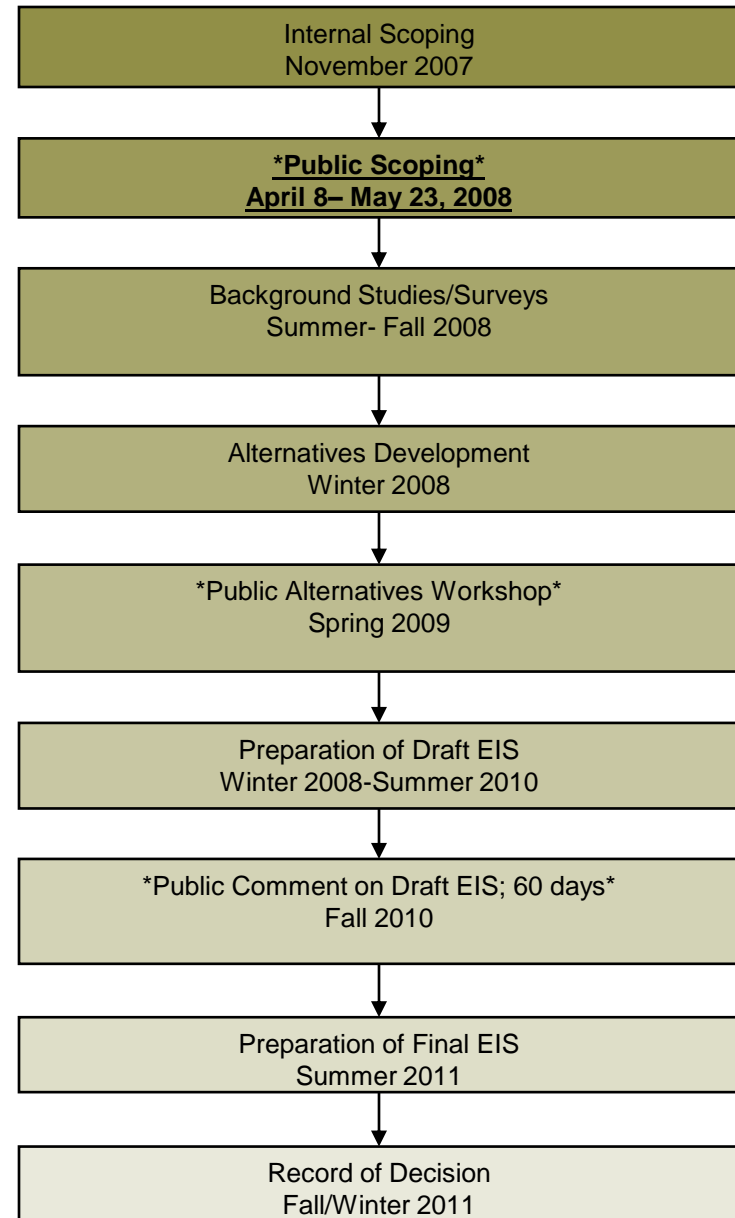 Internal Scoping
November 2007
*Public Scoping*
April 8– May 23, 2008
Background Studies/Surveys
Summer- Fall 2008
Alternatives Development
Winter 2008
*Public Alternatives Workshop*
Spring 2009
Preparation of Draft EIS
Winter 2008-Summer 2010
*Public Comment on Draft EIS; 60 days*
Fall 2010
Preparation of Final EIS
Summer 2011
Record of Decision
Fall/Winter 2011